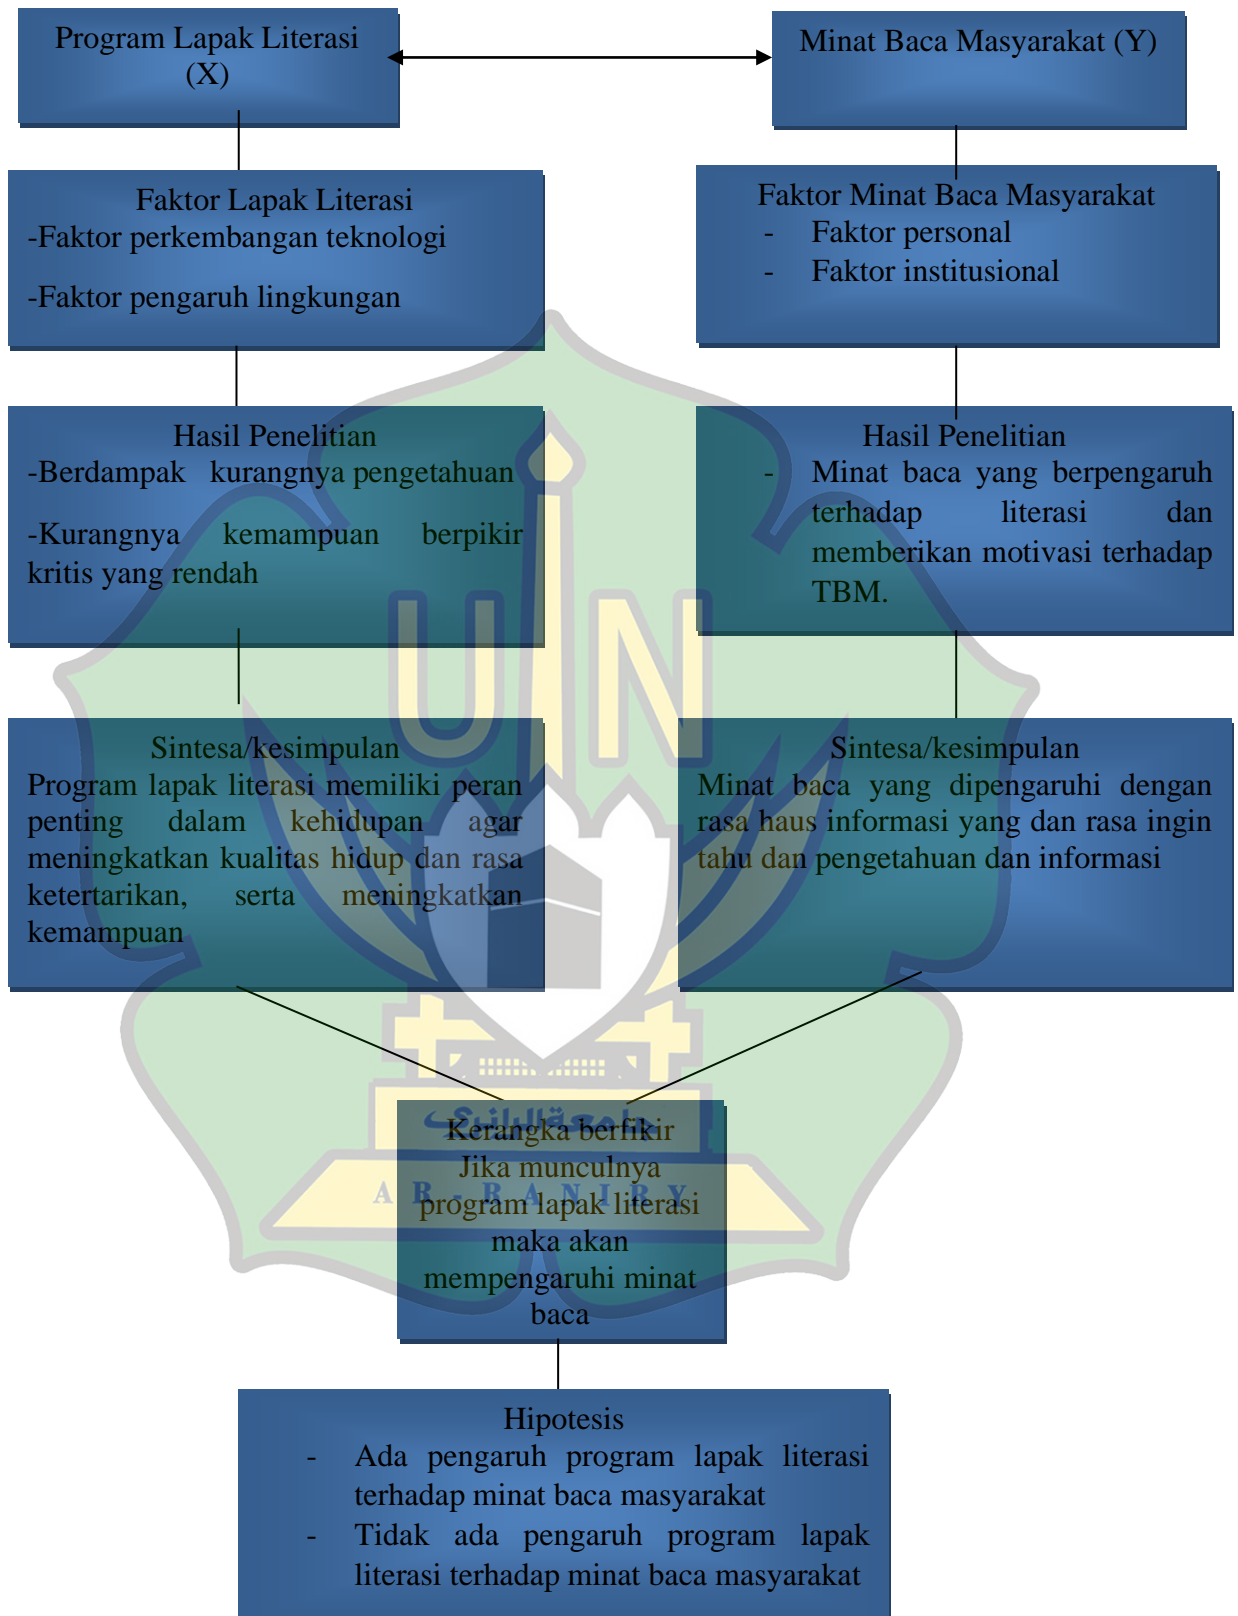 Program Lapak Literasi
(X)
Minat Baca Masyarakat (Y)
Faktor Lapak Literasi
-Faktor perkembangan teknologi
-Faktor pengaruh lingkungan
Faktor Minat Baca Masyarakat
- Faktor personal
- Faktor institusional
Hasil Penelitian
-Berdampak kurangnya pengetahuan
-Kurangnya kemampuan berpikir
kritis yang rendah
Hasil Penelitian
- Minat baca yang berpengaruh
terhadap literasi dan
memberikan motivasi terhadap
TBM.
UIN
Sintesa/kesimpulan
Program lapak literasi memiliki peran
penting dalam kehidupan agar
meningkatkan kualitas hidup dan rasa
ketertarikan, serta meningkatkan
kemampuan
Sintesa/kesimpulan
Minat baca yang dipengaruhi dengan
rasa haus informasi yang dan rasa ingin
tahu dan pengetahuan dan informasi
جامعة الرانري
AR-RANIRY
Kerangka berfikir
Jika munculnya
program lapak literasi
maka akan
mempengaruhi minat
baca
Hipotesis
- Ada pengaruh program lapak literasi
terhadap minat baca masyarakat
- Tidak ada pengaruh program lapak
literasi terhadap minat baca masyarakat